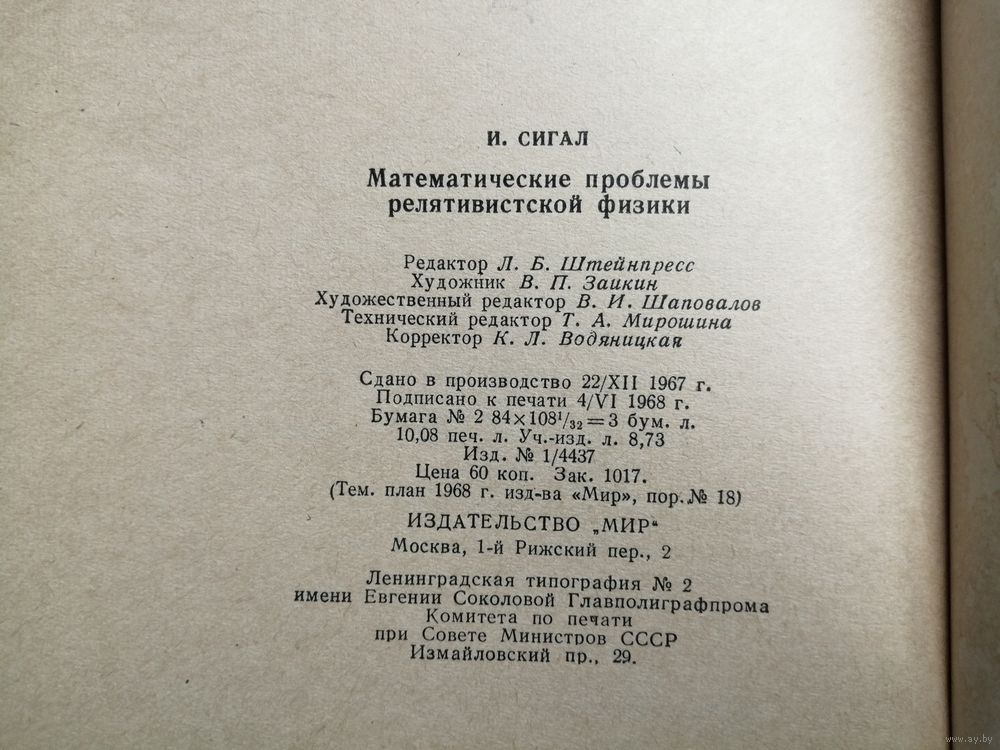 И. СИГАЛ
Математические проблемы
релятивистской физики
Редактор Л. Б. Штейнпресс
Художник В. П. Заикин
Художественный редактор В. И. Шаповалов
Технический редактор Т. А. Мирошина
Корректор К. Л. Водяницкая
Сдано в производство 22/XII 1967 г.
Подписано к печати 4/VI 1968 г.
Бумага № 2 84×108¹/₃₂=3 бум. л.
10,08 печ. л. Уч.-изд. л. 8,73
Изд. № 1/4437
Цена 60 коп. Зак. 1017.
(Тем. план 1968 г. изд-ва «Мир», пор.№ 18)
ИЗДАТЕЛЬСТВО „МИР“
Москва, 1-й Рижский пер., 2
Ленинградская типография № 2
имени Евгении Соколовой Главполиграфпрома
Комитета по печати
при Совете Министров СССР
Измайловский пр., 29.
www.ay.by